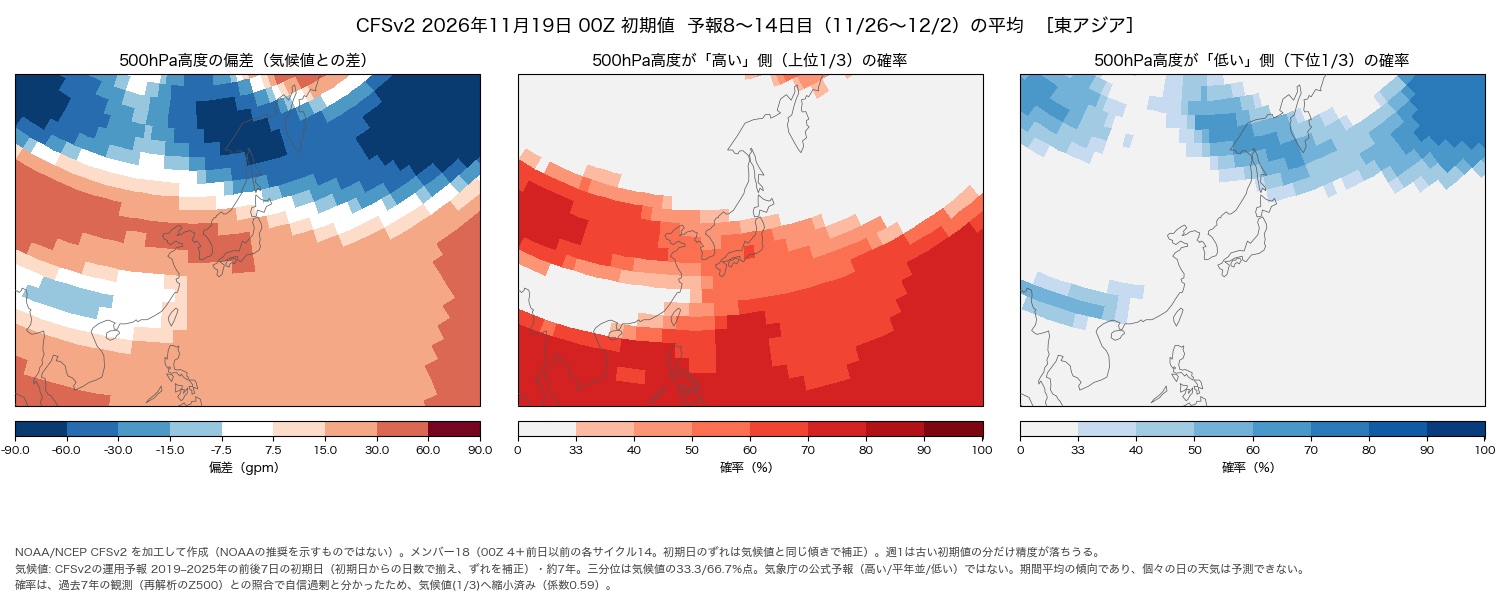 CFSv2 2026年11月19日 00Z 初期値  予報8～14日目（11/26～12/2）の平均  ［東アジア］
500hPa高度の偏差（気候値との差）
500hPa高度が「高い」側（上位1/3）の確率
500hPa高度が「低い」側（下位1/3）の確率
-90.0 -60.0 -30.0 -15.0 -7.5 7.5 15.0 30.0 60.0 90.0
偏差（gpm）
0 33 40 50 60 70 80 90 100
確率（%）
0 33 40 50 60 70 80 90 100
確率（%）
NOAA/NCEP CFSv2 を加工して作成（NOAAの推奨を示すものではない）。メンバー18（00Z 4＋前日以前の各サイクル14。初期日のずれは気候値と同じ傾きで補正）。週1は古い初期値の分だけ精度が落ちうる。
気候値: CFSv2の運用予報 2019–2025年の前後7日の初期日（初期日からの日数で揃え、ずれを補正）・約7年。三分位は気候値の33.3/66.7%点。気象庁の公式予報（高い/平年並/低い）ではない。期間平均の傾向であり、個々の日の天気は予測できない。
確率は、過去7年の観測（再解析のZ500）との照合で自信過剰と分かったため、気候値(1/3)へ縮小済み（係数0.59）。